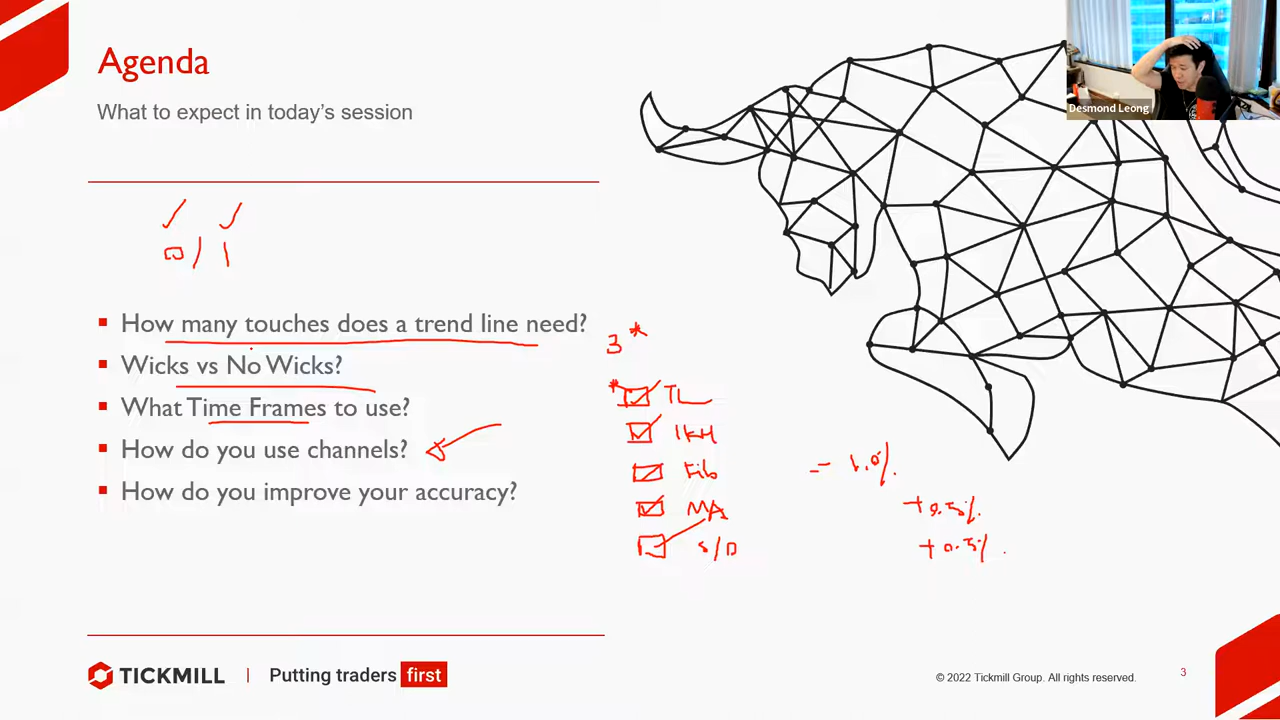 Agenda
What to expect in today's session
Desmond Leong
▪ How many touches does a trend line need?
▪ Wicks vs No Wicks?
▪ What Time Frames to use?
▪ How do you use channels?
▪ How do you improve your accuracy?
3*
TL
IKH
Fib
MA
S/D
+0.5%
+0.5%
TICKMILL | Putting traders first
© 2022 Tickmill Group. All rights reserved.
3